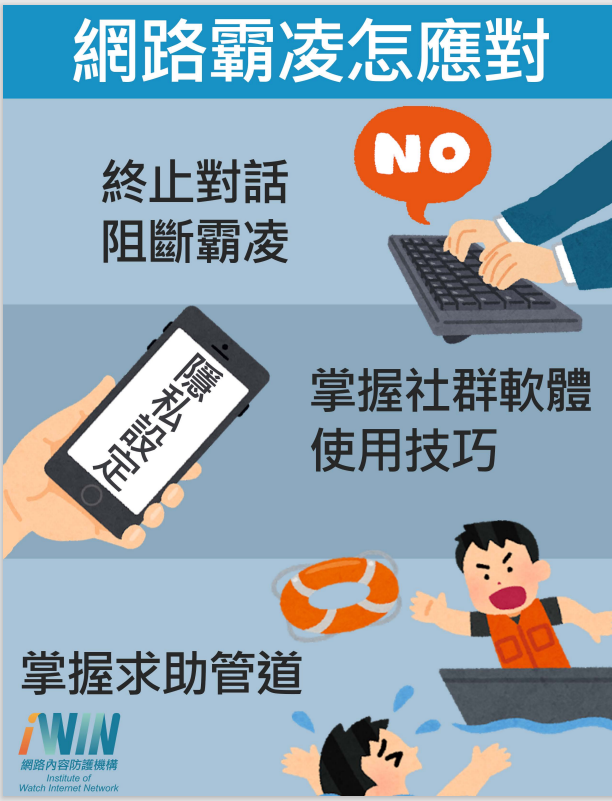 網路霸凌怎應對
NO
終止對話
阻斷霸凌
隱私設定
掌握社群軟體
使用技巧
掌握求助管道
iWIN
網路內容防護機構
Institute of
Watch Internet Network